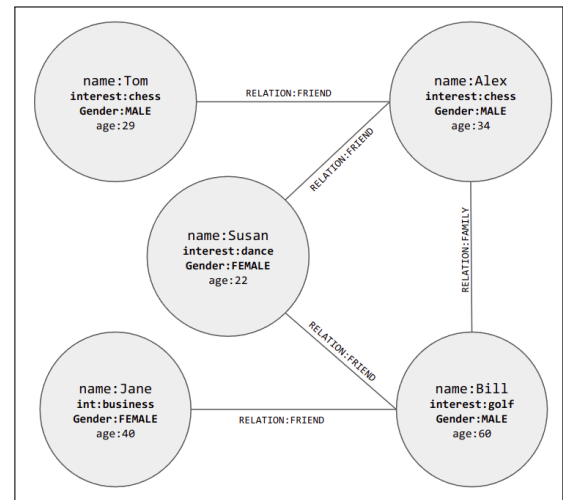 name:Tom
interest:chess
Gender:MALE
age:29
RELATION:FRIEND
name:Alex
interest:chess
Gender:MALE
age:34
RELATION:FRIEND
name:Susan
interest:dance
Gender:FEMALE
age:22
RELATION:FAMILY
RELATION:FRIEND
name:Jane
int:business
Gender:FEMALE
age:40
RELATION:FRIEND
name:Bill
interest:golf
Gender:MALE
age:60